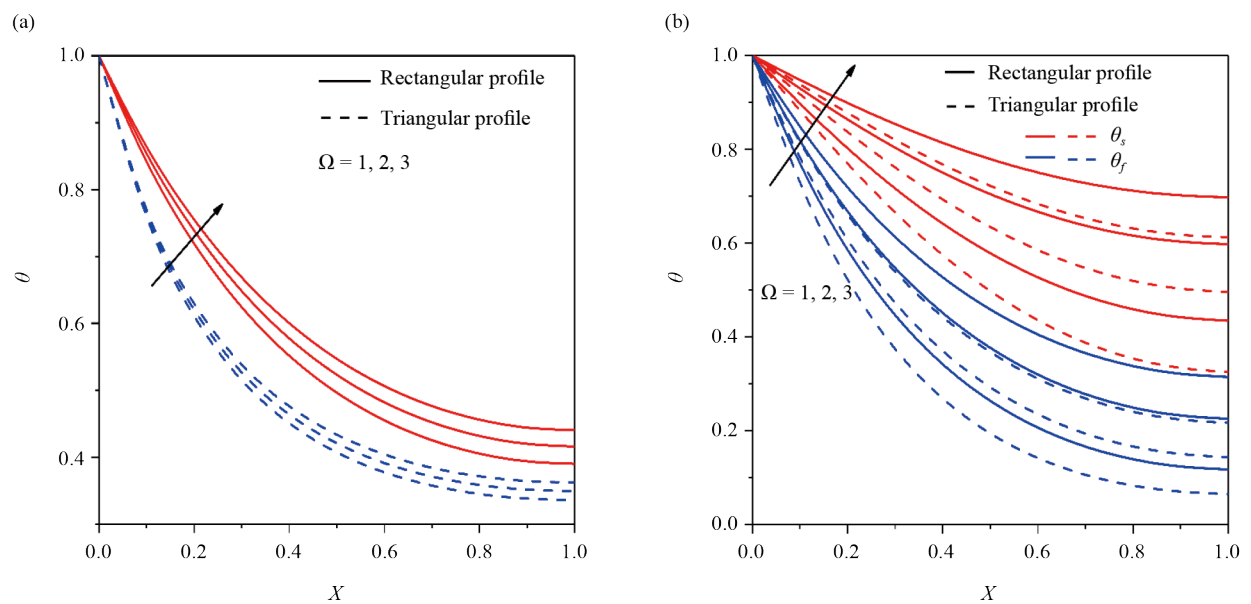 (a)
1.0
0.8
0.6
0.4
θ
0.0 0.2 0.4 0.6 0.8 1.0
X
Rectangular profile
Triangular profile
Ω = 1, 2, 3
(b)
1.0
0.8
0.6
0.4
0.2
0.0
θ
0.0 0.2 0.4 0.6 0.8 1.0
X
Rectangular profile
Triangular profile
θs
θf
Ω = 1, 2, 3